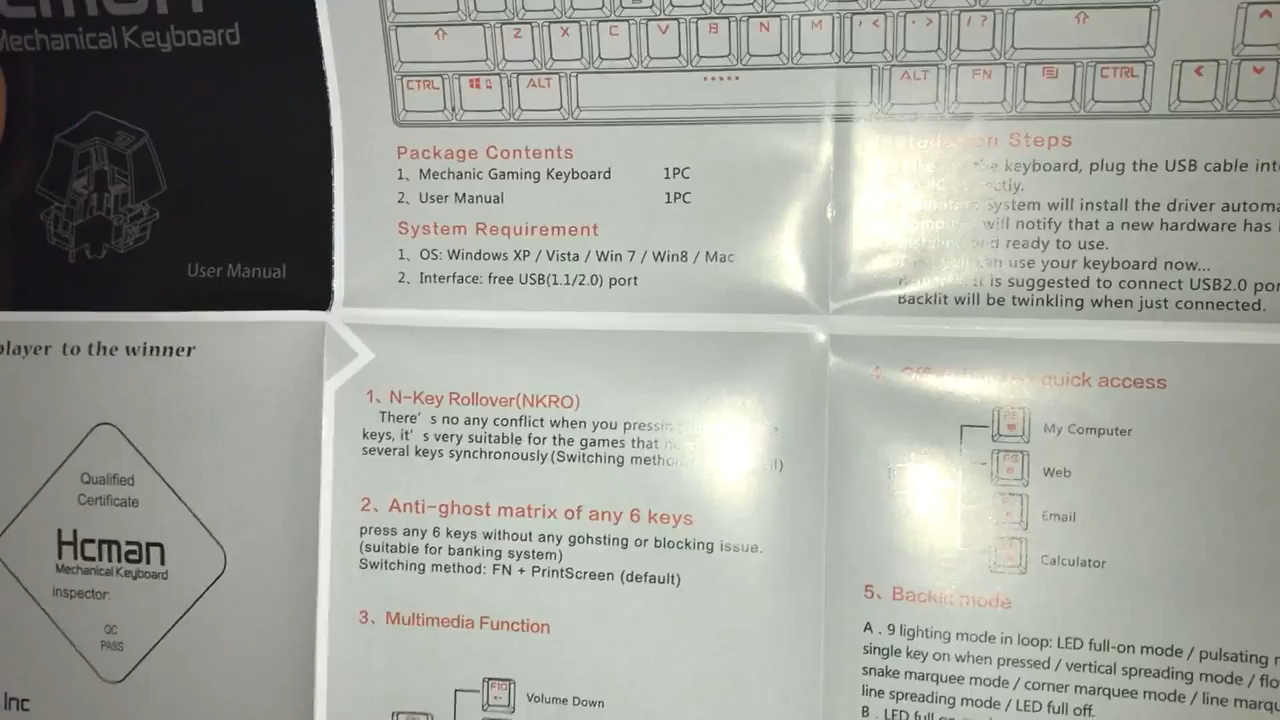 Hcman
Mechanical Keyboard
User Manual
Z X C V B N M , < . > / ?
CTRL ALT ALT FN CTRL
Package Contents
1、Mechanic Gaming Keyboard 1PC
2、User Manual 1PC
System Requirement
1、OS: Windows XP / Vista / Win 7 / Win8 / Mac
2、Interface: free USB(1.1/2.0) port
Steps
keyboard, plug the USB cable
system will install the driver
will notify that a new hardware has
ready to use.
use your keyboard now...
is suggested to connect USB2.0
Backlit will be twinkling when just connected.
player to the winner
Qualified
Certificate
Hcman
Mechanical Keyboard
inspector:
QC
PASS
Inc
1、N-Key Rollover(NKRO)
There's no any conflict when you
keys, it's very suitable for the games that
several keys synchronously(Switching
2、Anti-ghost matrix of any 6 keys
press any 6 keys without any gohsting or blocking issue.
(suitable for banking system)
Switching method: FN + PrintScreen (default)
3、Multimedia Function
F10
Volume Down
quick access
My Computer
Web
Email
Calculator
5、Backlit mode
A . 9 lighting mode in loop: LED full-on mode / pulsating
single key on when pressed / vertical spreading mode /
snake marquee mode / corner marquee mode / line
line spreading mode / LED full off.
B . LED